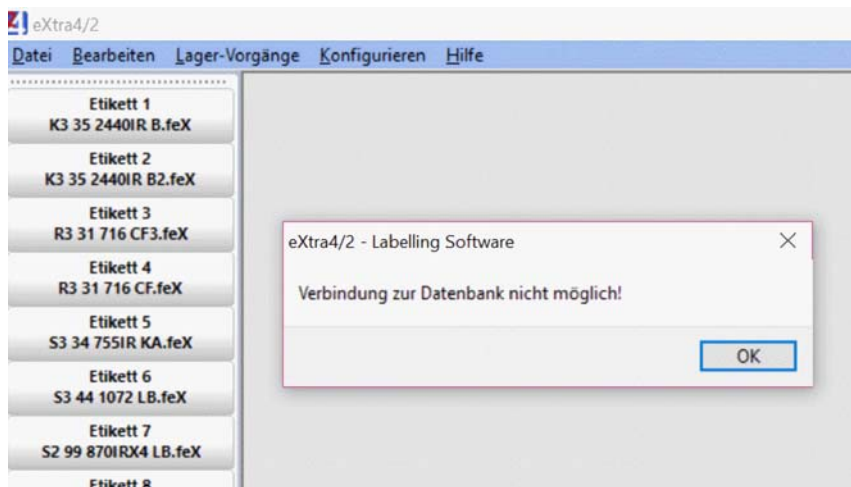 eXtra4/2
Datei Bearbeiten Lager-Vorgänge Konfigurieren Hilfe
Etikett 1
K3 35 2440IR B.feX
Etikett 2
K3 35 2440IR B2.feX
Etikett 3
R3 31 716 CF3.feX
Etikett 4
R3 31 716 CF.feX
Etikett 5
S3 34 755IR KA.feX
Etikett 6
S3 44 1072 LB.feX
Etikett 7
S2 99 870IRX4 LB.feX
Etikett 8
eXtra4/2 - Labelling Software
Verbindung zur Datenbank nicht möglich!
OK